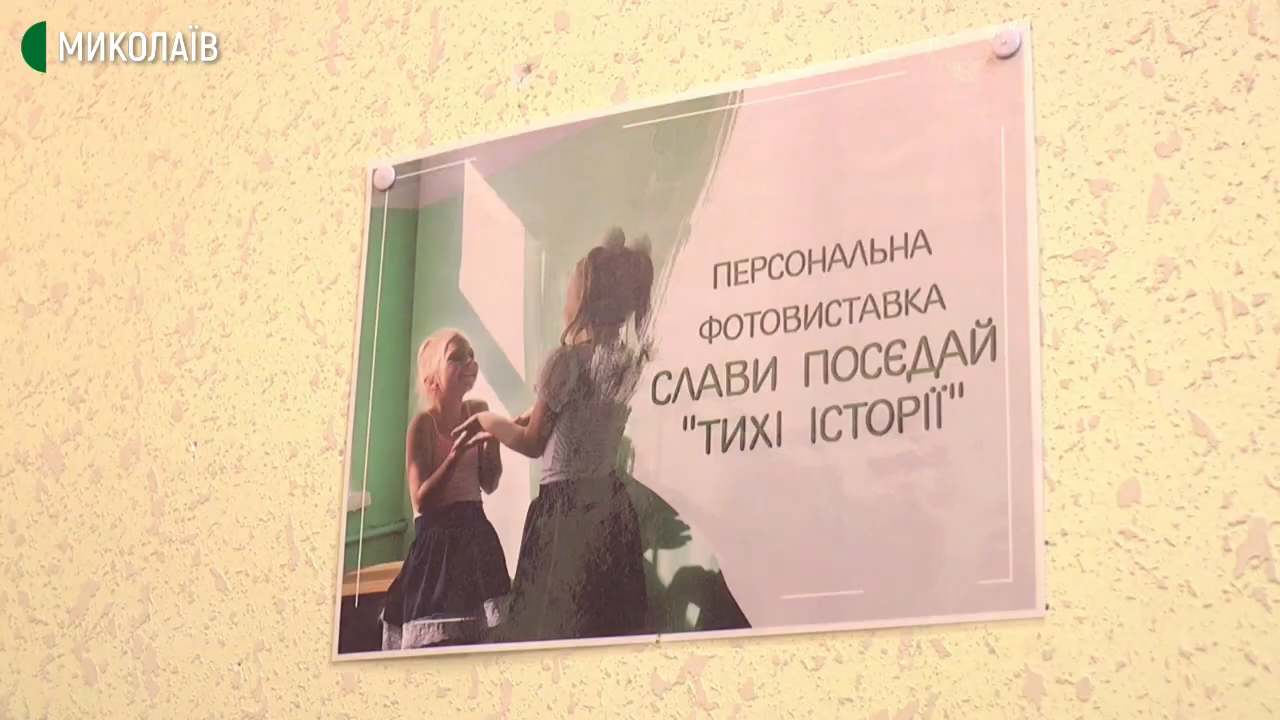 МИКОЛАЇВ
ПЕРСОНАЛЬНА
ФОТОВИСТАВКА
СЛАВИ ПОСЄДАЙ
"ТИХІ ІСТОРІЇ"